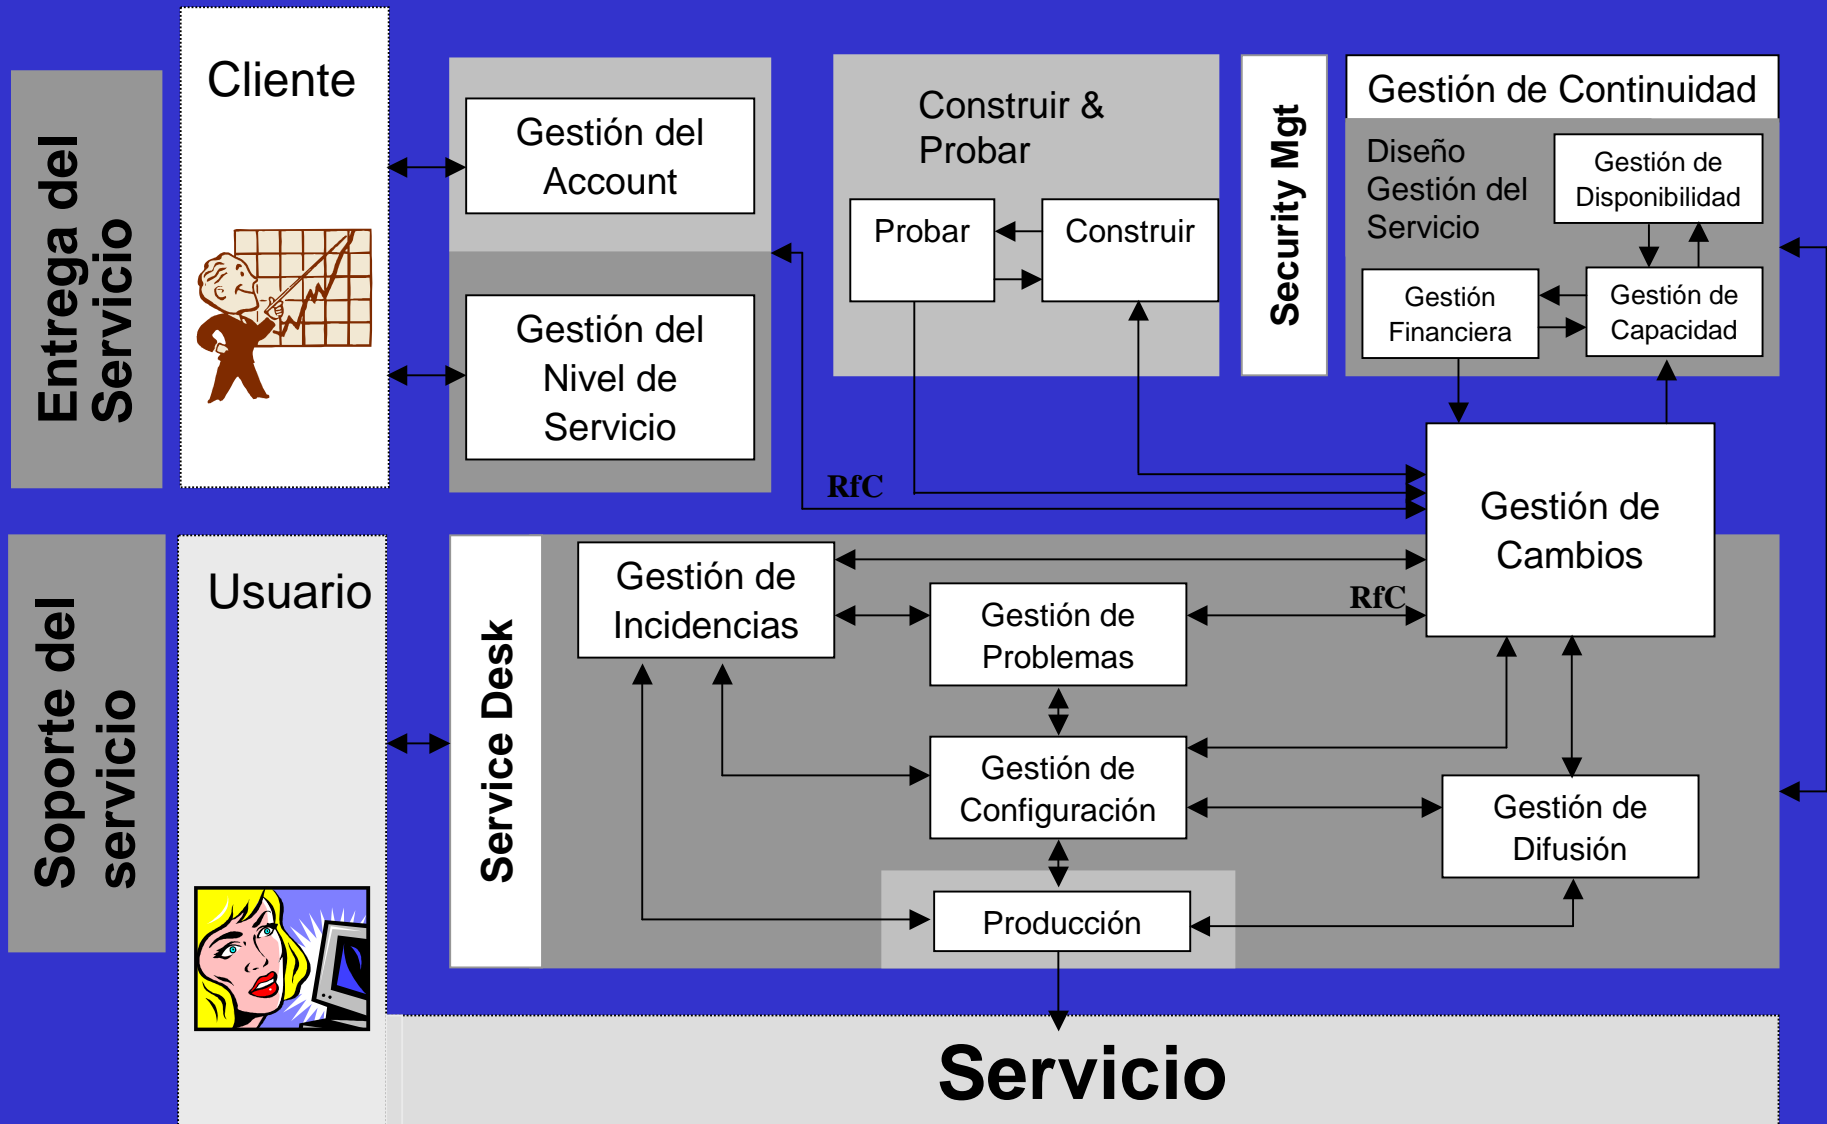 Entrega del
Servicio
Cliente
Gestión del
Account
Gestión del
Nivel de
Servicio
Construir &
Probar
Probar
Construir
Security Mgt
Gestión de Continuidad
Diseño
Gestión del
Servicio
Gestión de
Disponibilidad
Gestión
Financiera
Gestión de
Capacidad
RfC
Gestión de
Cambios
Soporte del
servicio
Usuario
Service Desk
Gestión de
Incidencias
Gestión de
Problemas
RfC
Gestión de
Configuración
Gestión de
Difusión
Producción
Servicio